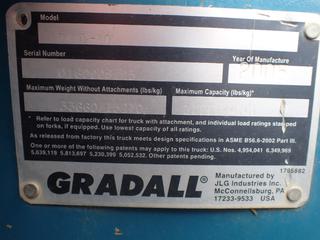 Model
Serial Number
Year Of Manufacture
Maximum Weight Without Attachments (lbs/kg)
Maximum Capacity (lbs/kg)*
* Refer to load capacity chart for truck with attachment, and individual load ratings stamped
on forks, if equipped. Use lowest capacity of all ratings.
As released from factory this truck meets design specifications in ASME B56.6-2002 Part III.
One or more of the following patents may apply to this truck: U.S. Nos. 4,954,041 6,349,969
5,639,119 5,813,697 5,230,399 5,052,532. Other patents pending.
1705882
GRADALL®
Manufactured by
JLG Industries Inc.
McConnellsburg, PA
17233-9533 USA